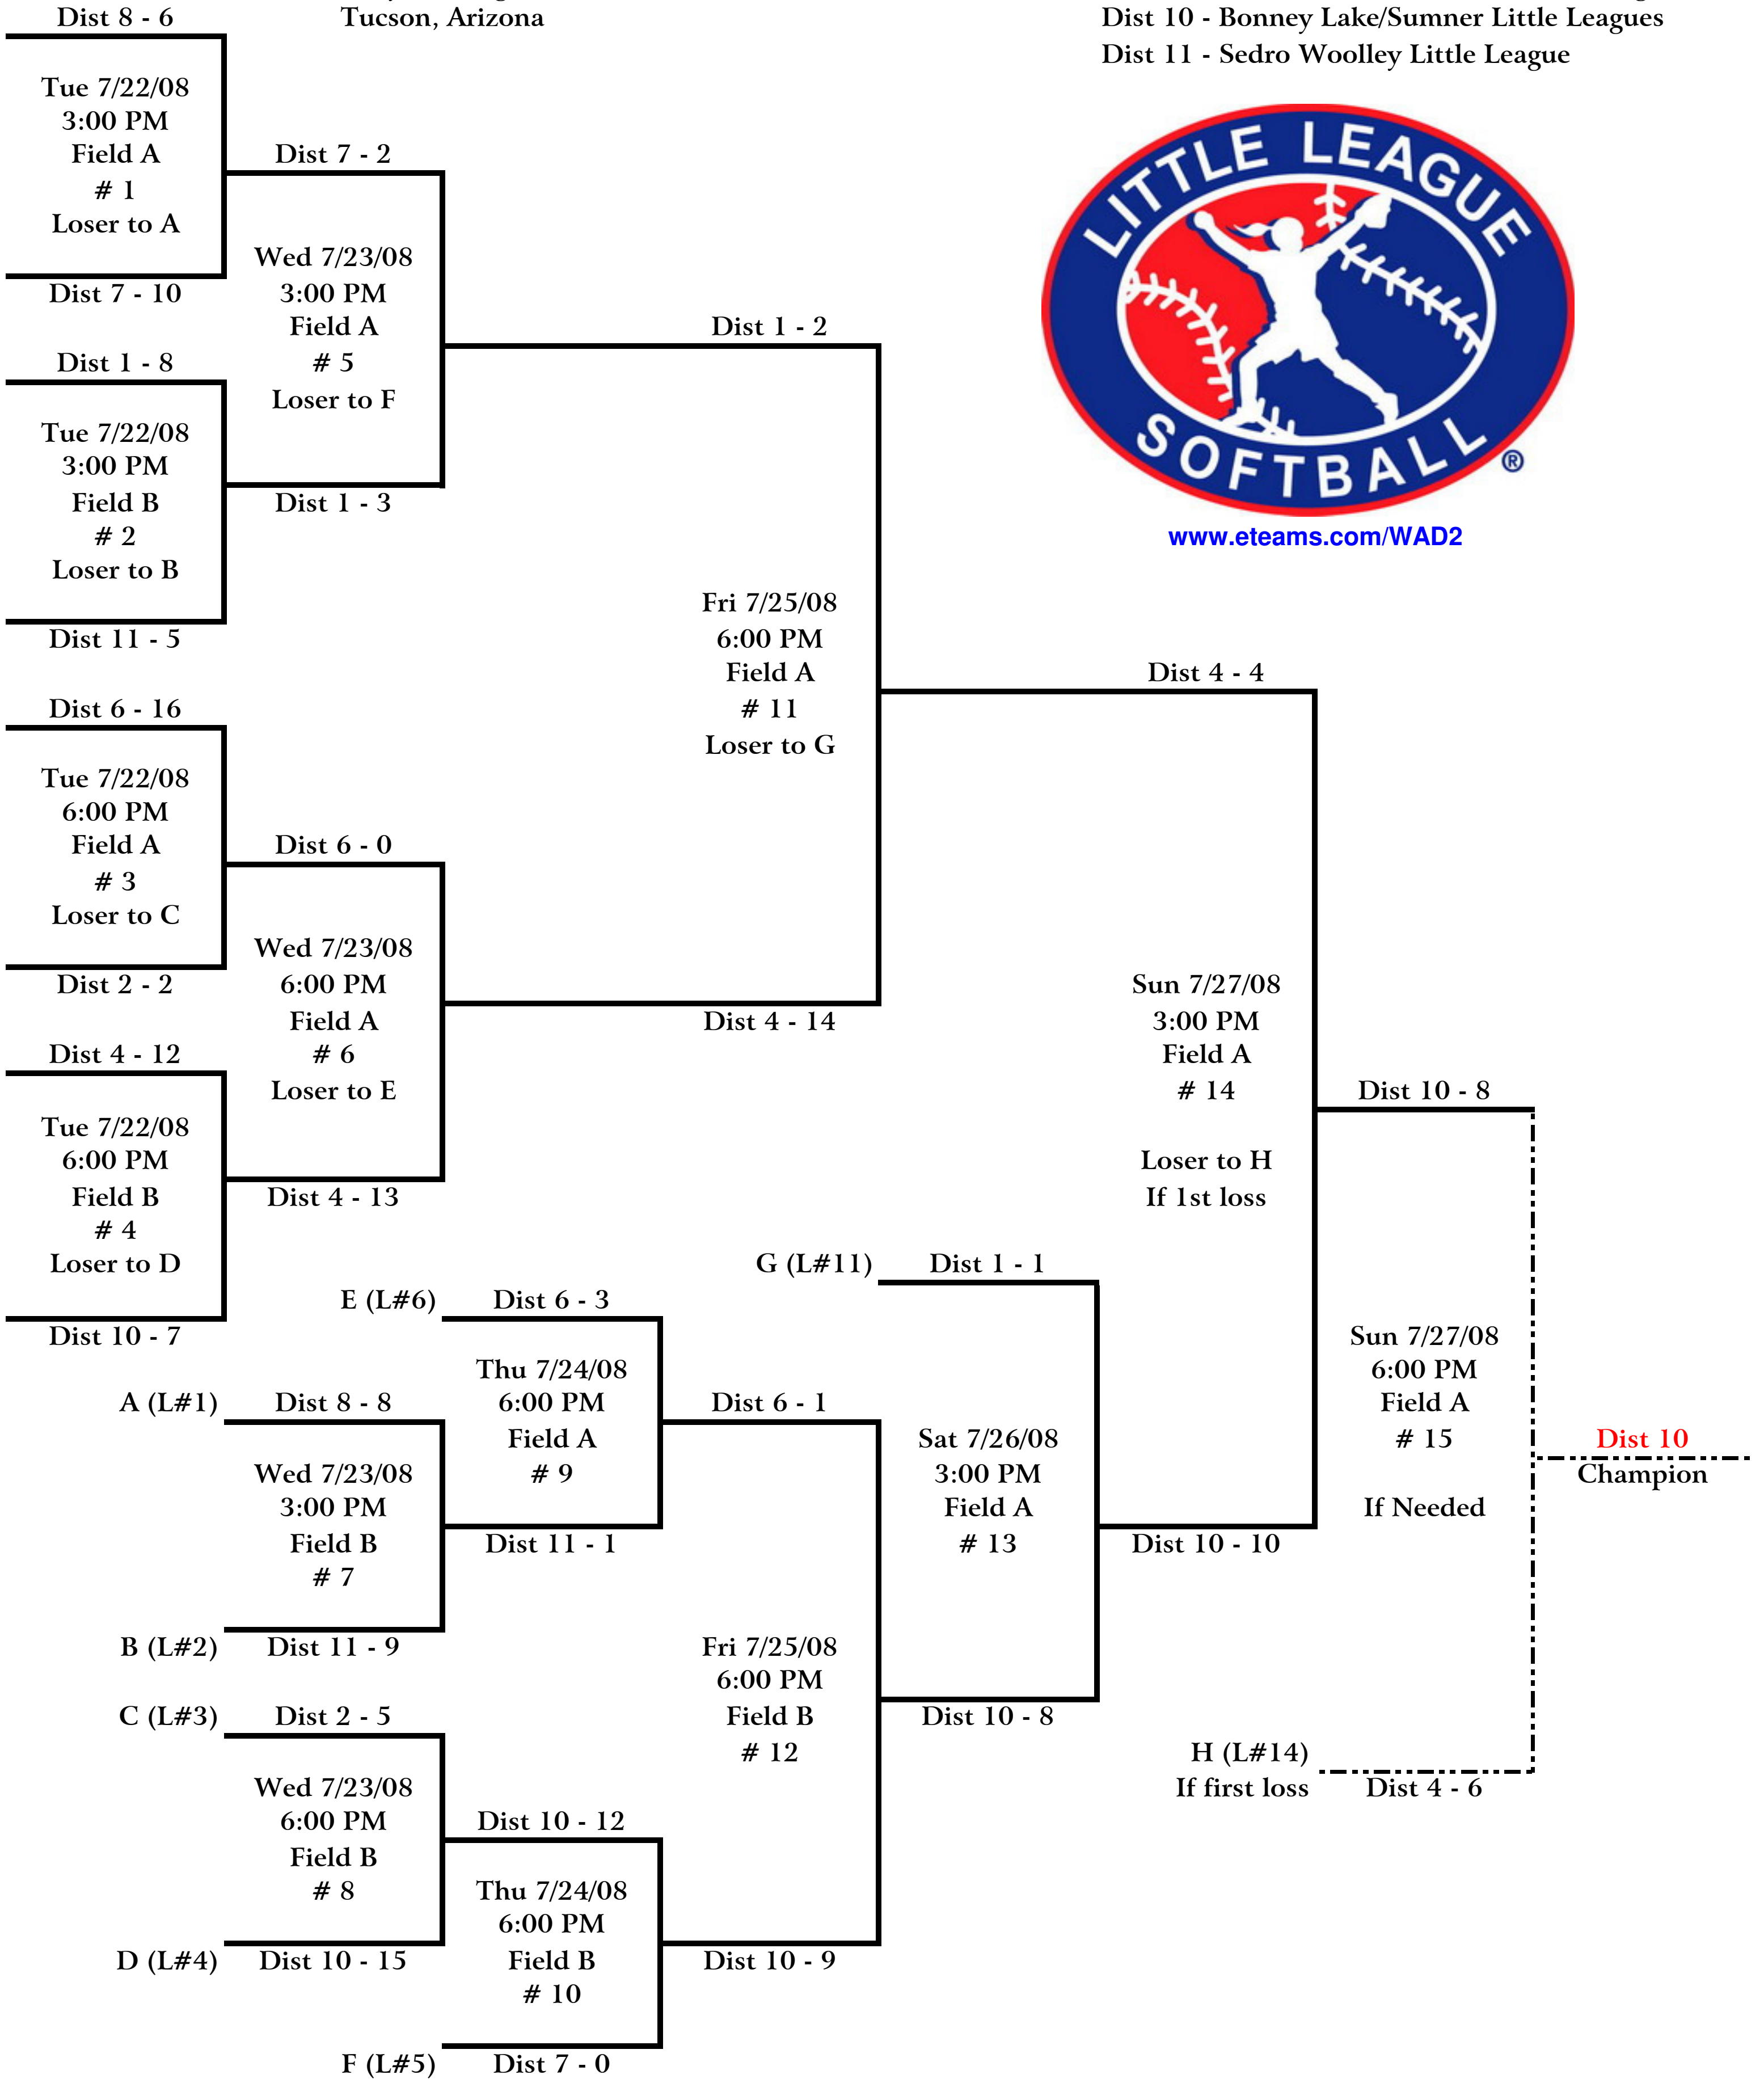 Dist 8 - 6
Tucson, Arizona
Dist 10 - Bonney Lake/Sumner Little Leagues
Dist 11 - Sedro Woolley Little League
Tue 7/22/08
3:00 PM
Field A
# 1
Loser to A
Dist 7 - 10
Dist 7 - 2
Wed 7/23/08
3:00 PM
Field A
# 5
Loser to F
Dist 1 - 3
Dist 1 - 8
Tue 7/22/08
3:00 PM
Field B
# 2
Loser to B
Dist 11 - 5
LITTLE LEAGUE
SOFTBALL
®
www.eteams.com/WAD2
Dist 1 - 2
Fri 7/25/08
6:00 PM
Field A
# 11
Loser to G
Dist 4 - 14
Dist 6 - 16
Tue 7/22/08
6:00 PM
Field A
# 3
Loser to C
Dist 2 - 2
Dist 6 - 0
Wed 7/23/08
6:00 PM
Field A
# 6
Loser to E
Dist 4 - 13
Dist 4 - 12
Tue 7/22/08
6:00 PM
Field B
# 4
Loser to D
Dist 10 - 7
Dist 4 - 4
Sun 7/27/08
3:00 PM
Field A
# 14
Loser to H
If 1st loss
Dist 10 - 10
Dist 10 - 8
Sun 7/27/08
6:00 PM
Field A
# 15
If Needed
Dist 10
Champion
H (L#14)
If first loss
Dist 4 - 6
G (L#11)
Dist 1 - 1
Sat 7/26/08
3:00 PM
Field A
# 13
Dist 10 - 8
E (L#6)
Dist 6 - 3
Thu 7/24/08
6:00 PM
Field A
# 9
Dist 11 - 1
A (L#1)
Dist 8 - 8
Wed 7/23/08
3:00 PM
Field B
# 7
B (L#2)
Dist 11 - 9
Dist 6 - 1
Fri 7/25/08
6:00 PM
Field B
# 12
Dist 10 - 9
C (L#3)
Dist 2 - 5
Wed 7/23/08
6:00 PM
Field B
# 8
D (L#4)
Dist 10 - 15
Dist 10 - 12
Thu 7/24/08
6:00 PM
Field B
# 10
F (L#5)
Dist 7 - 0